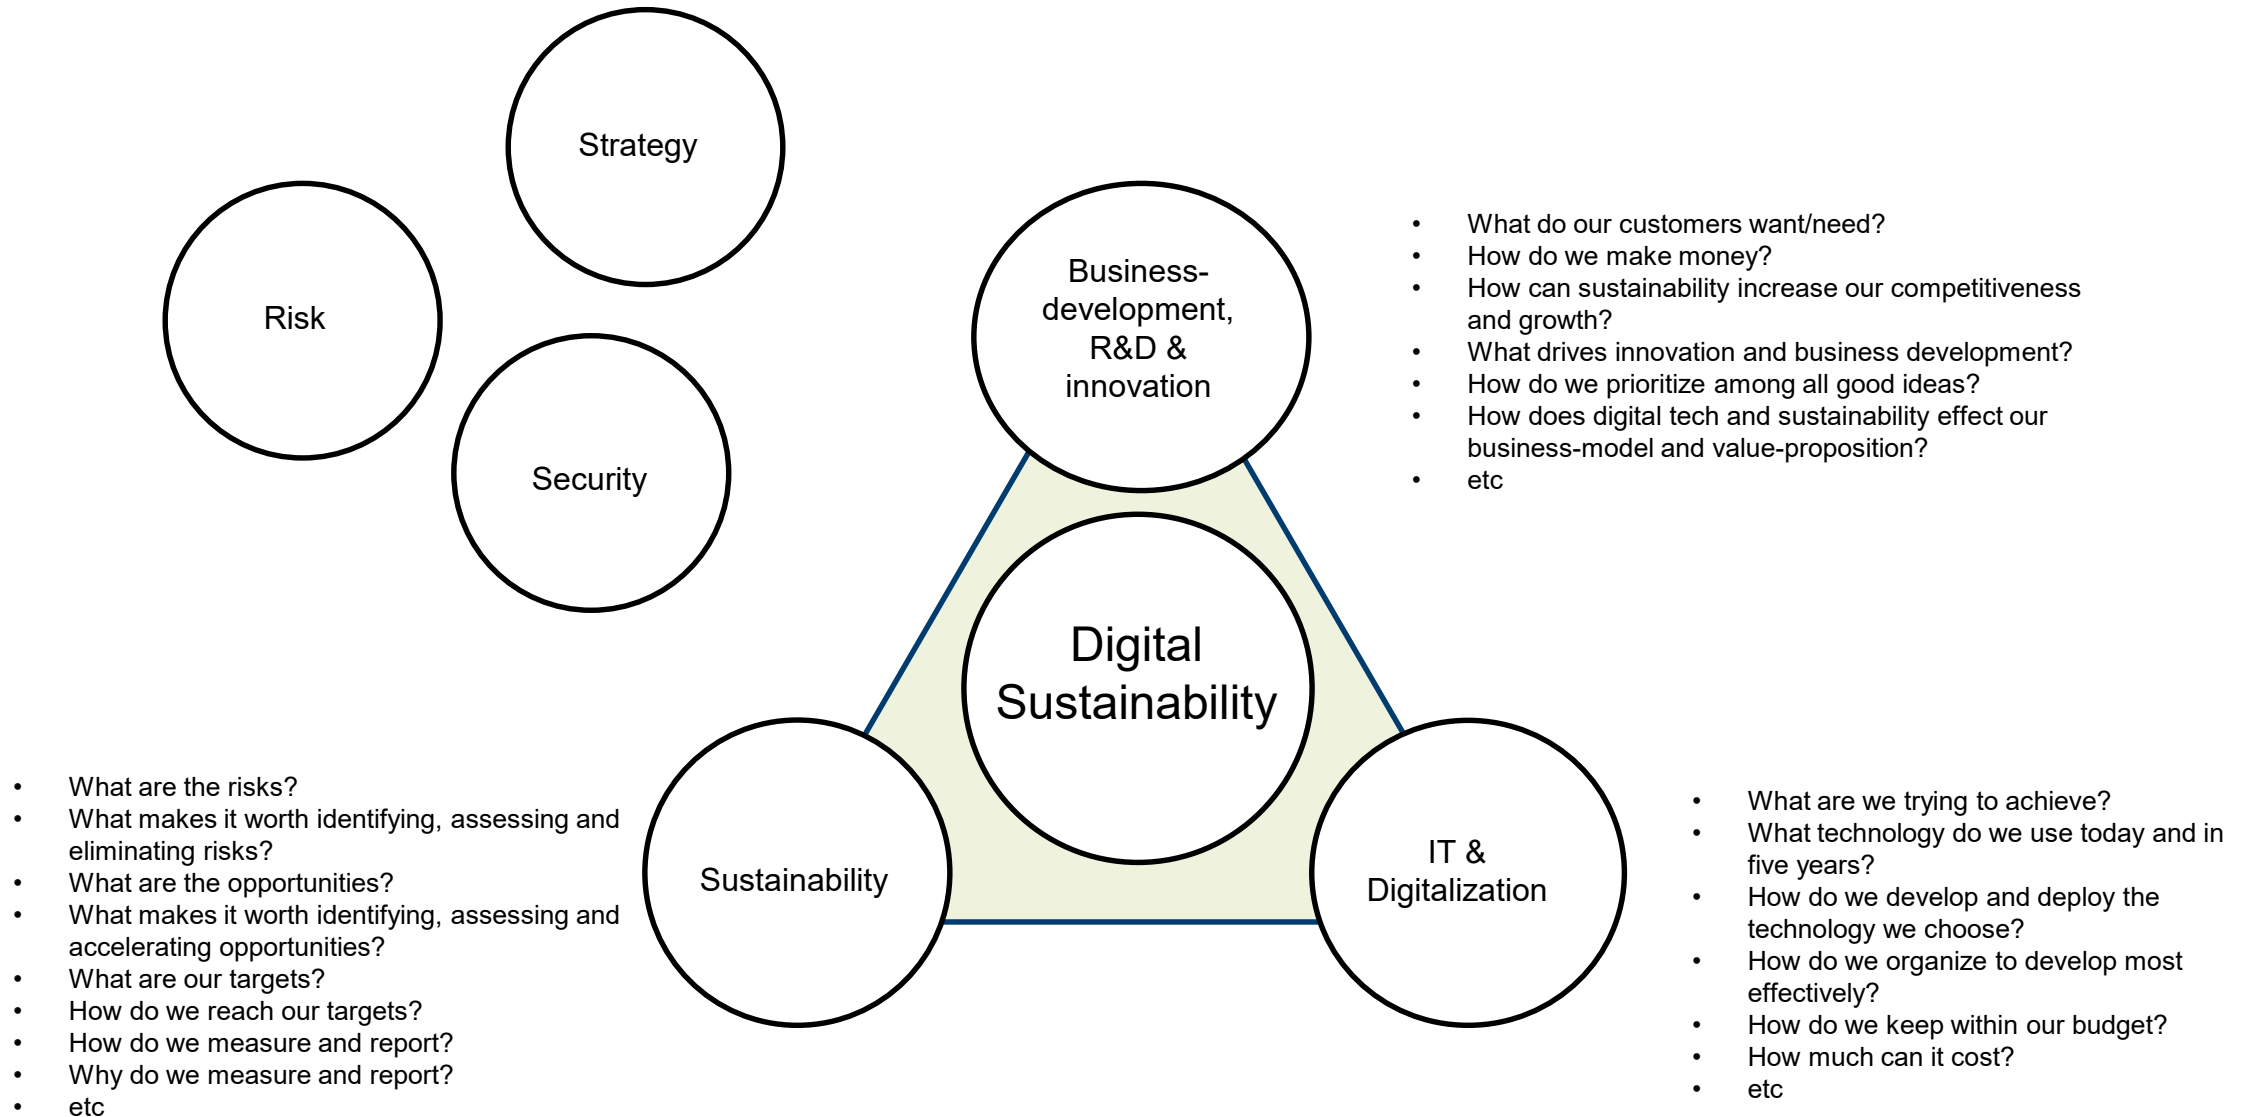 Strategy
Risk
Security
Business-
development,
R&D &
innovation
• What do our customers want/need?
• How do we make money?
• How can sustainability increase our competitiveness
and growth?
• What drives innovation and business development?
• How do we prioritize among all good ideas?
• How does digital tech and sustainability effect our
business-model and value-proposition?
• etc
Digital
Sustainability
• What are the risks?
• What makes it worth identifying, assessing and
eliminating risks?
• What are the opportunities?
• What makes it worth identifying, assessing and
accelerating opportunities?
• What are our targets?
• How do we reach our targets?
• How do we measure and report?
• Why do we measure and report?
• etc
Sustainability
IT &
Digitalization
• What are we trying to achieve?
• What technology do we use today and in
five years?
• How do we develop and deploy the
technology we choose?
• How do we organize to develop most
effectively?
• How do we keep within our budget?
• How much can it cost?
• etc